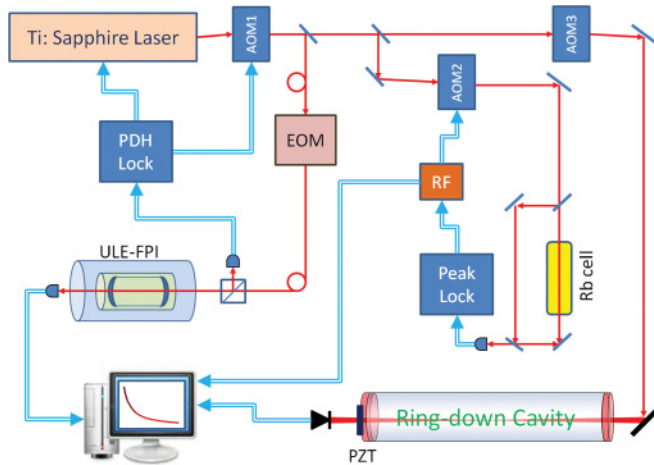 Ti: Sapphire Laser
AOM1
AOM3
AOM2
PDH
Lock
EOM
RF
ULE-FPI
Peak
Lock
Rb cell
Ring-down Cavity
PZT